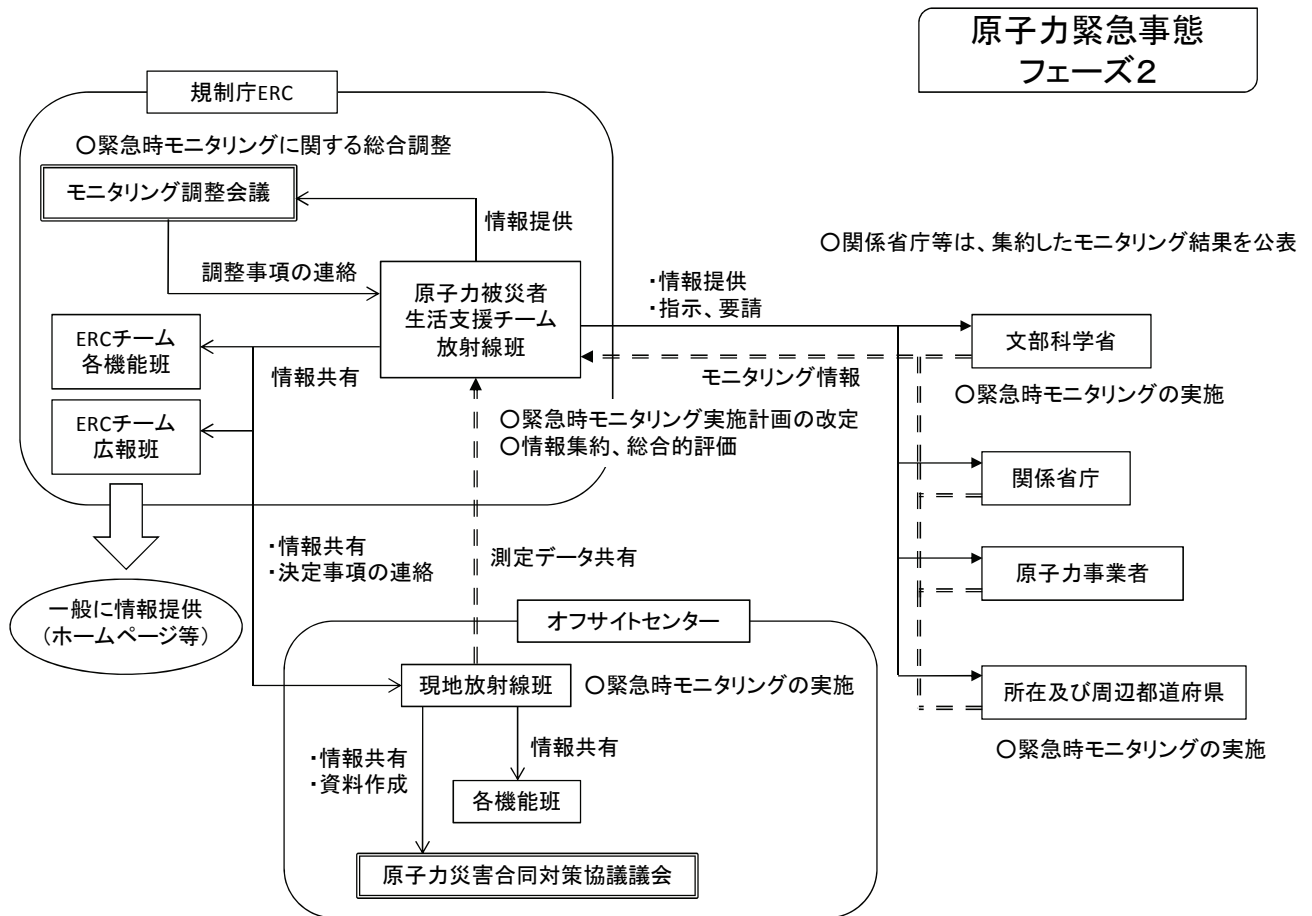 原子力緊急事態
フェーズ2
規制庁ERC
○緊急時モニタリングに関する総合調整
モニタリング調整会議
情報提供
調整事項の連絡
原子力被災者
生活支援チーム
放射線班
ERCチーム
各機能班
情報共有
ERCチーム
広報班
○緊急時モニタリング実施計画の改定
○情報集約、総合的評価
○関係省庁等は、集約したモニタリング結果を公表
・情報提供
・指示、要請
文部科学省
モニタリング情報
○緊急時モニタリングの実施
関係省庁
原子力事業者
所在及び周辺都道府県
○緊急時モニタリングの実施
・情報共有
・決定事項の連絡
測定データ共有
一般に情報提供
(ホームページ等)
オフサイトセンター
現地放射線班
○緊急時モニタリングの実施
・情報共有
・資料作成
情報共有
各機能班
原子力災害合同対策協議議会